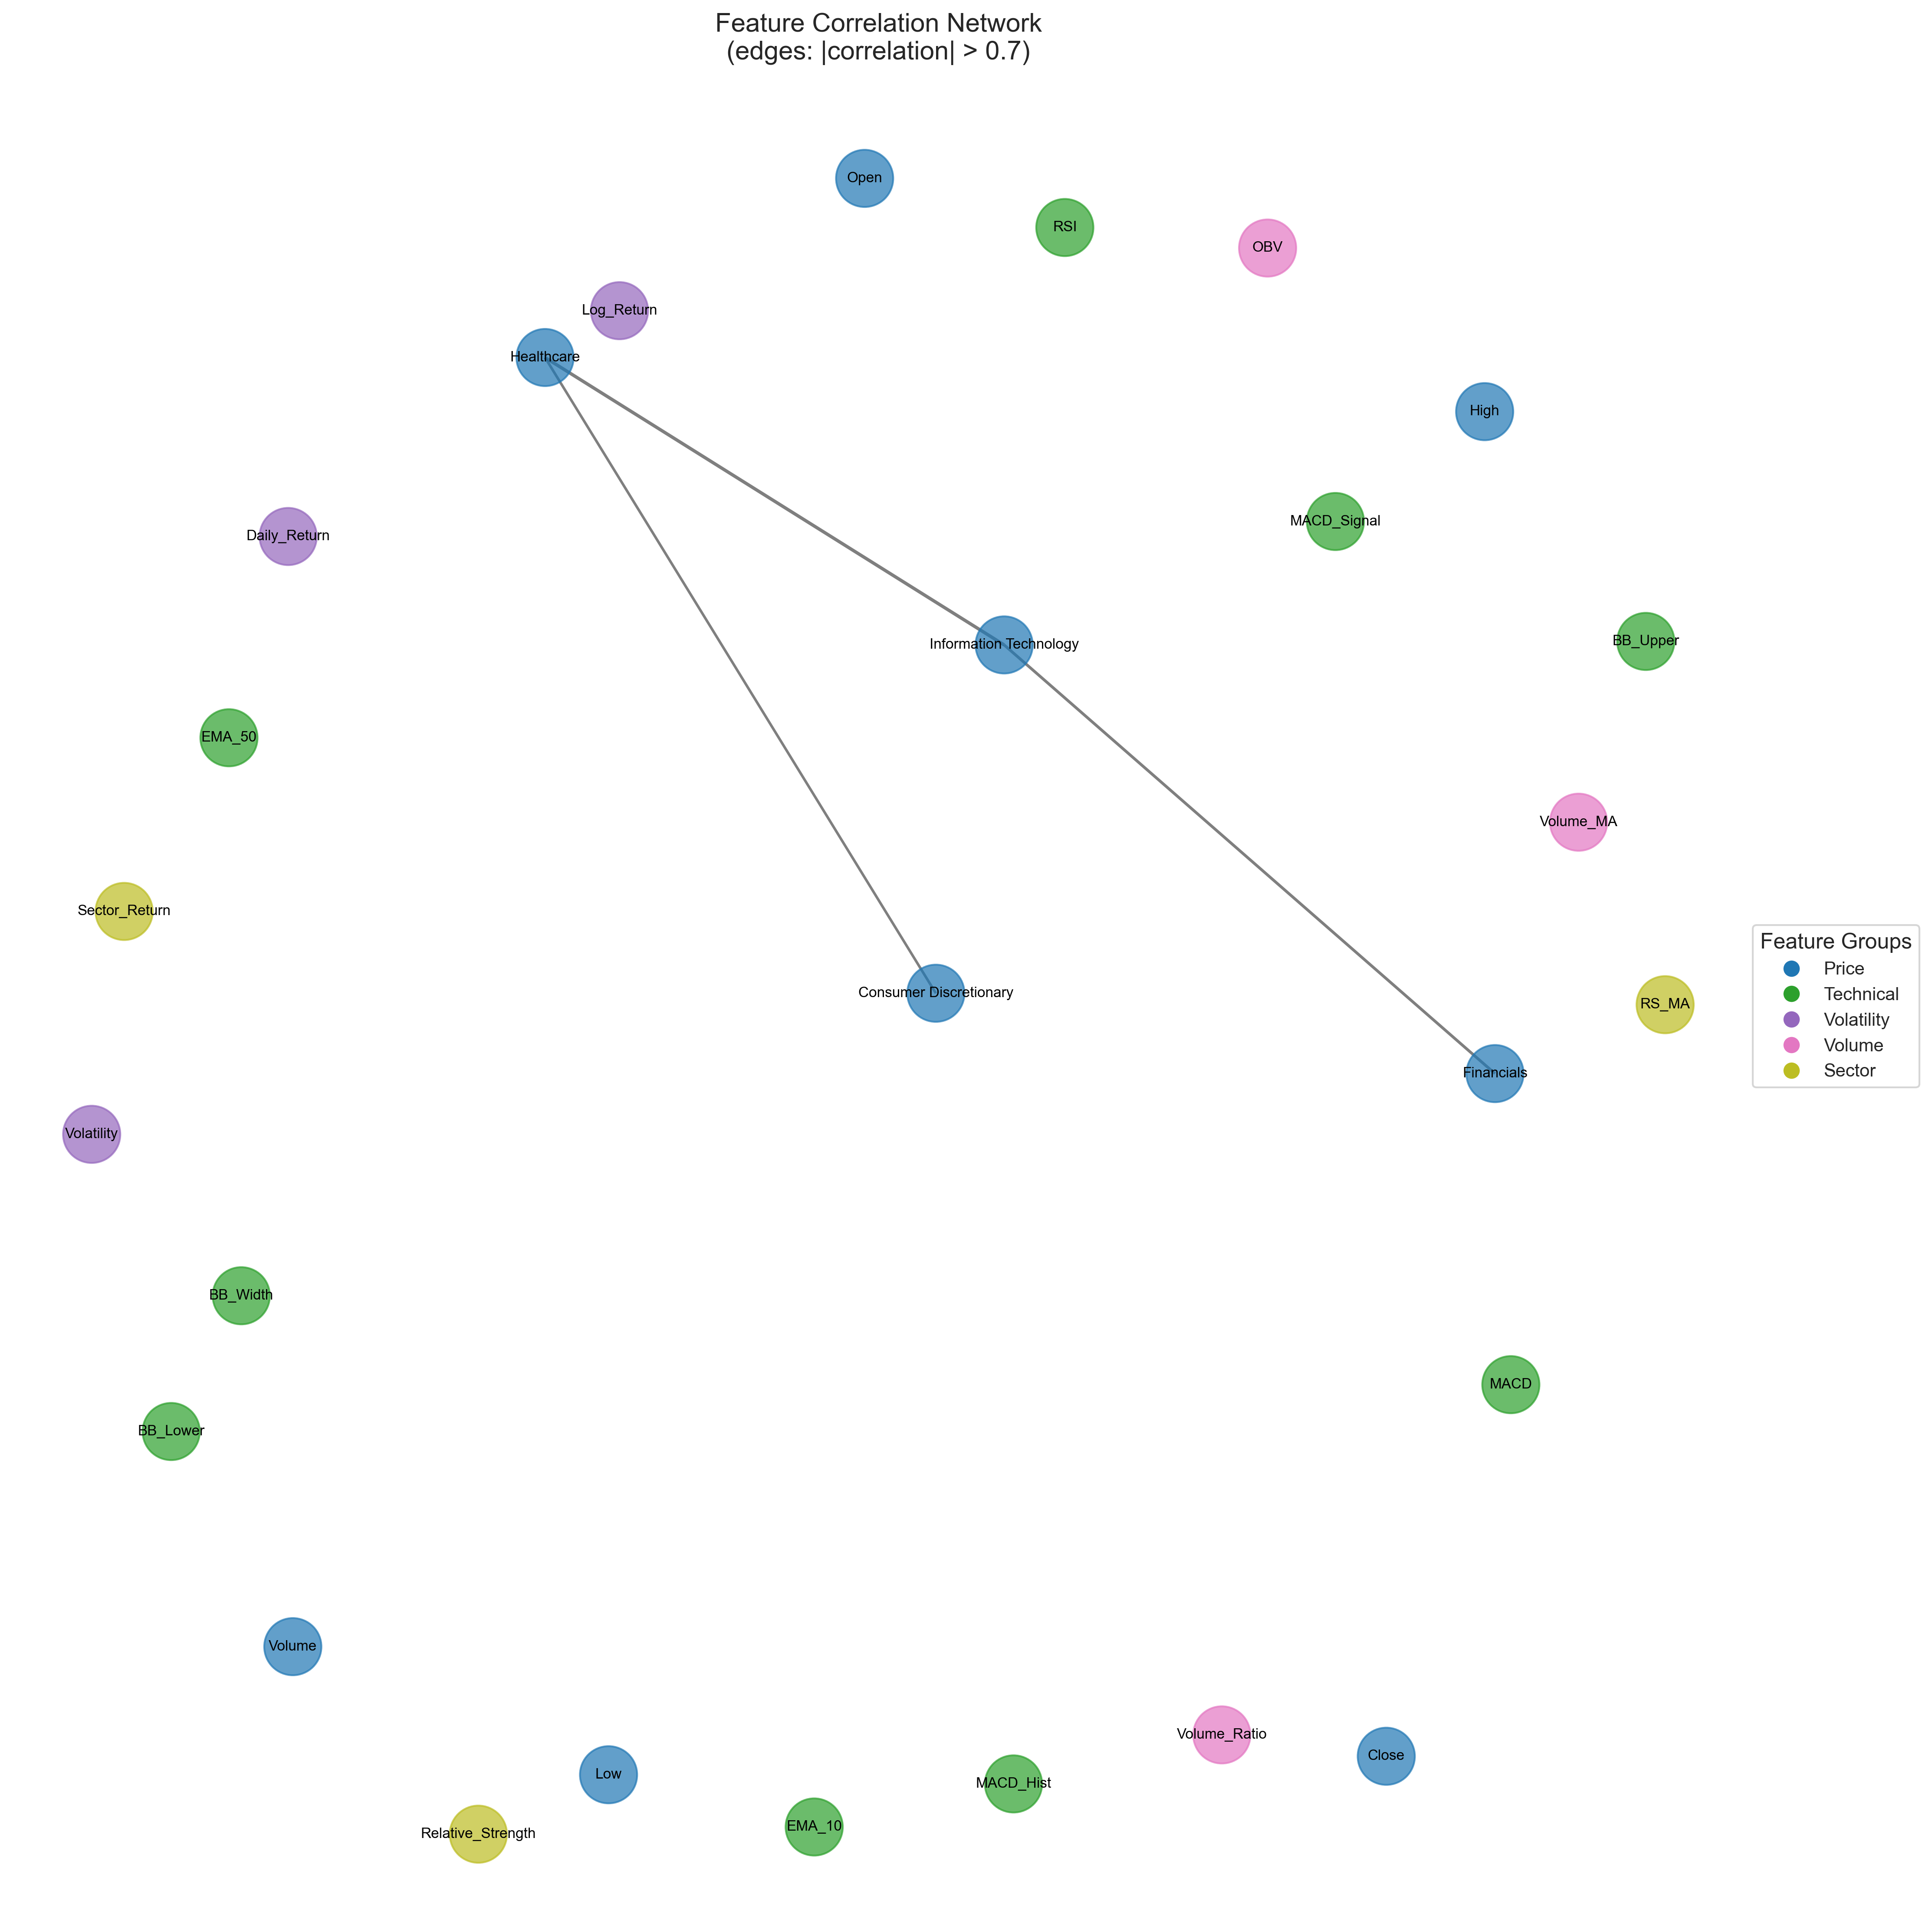 Feature Correlation Network
(edges: |correlation| > 0.7)
Open
RSI
OBV
Log_Return
Healthcare
High
MACD_Signal
Daily_Return
BB_Upper
Information Technology
EMA_50
Volume_MA
Sector_Return
Feature Groups
Price
Technical
Volatility
Volume
Sector
Consumer Discretionary
RS_MA
Financials
Volatility
BB_Width
MACD
BB_Lower
Volume
Volume_Ratio
Close
Low
MACD_Hist
EMA_10
Relative_Strength